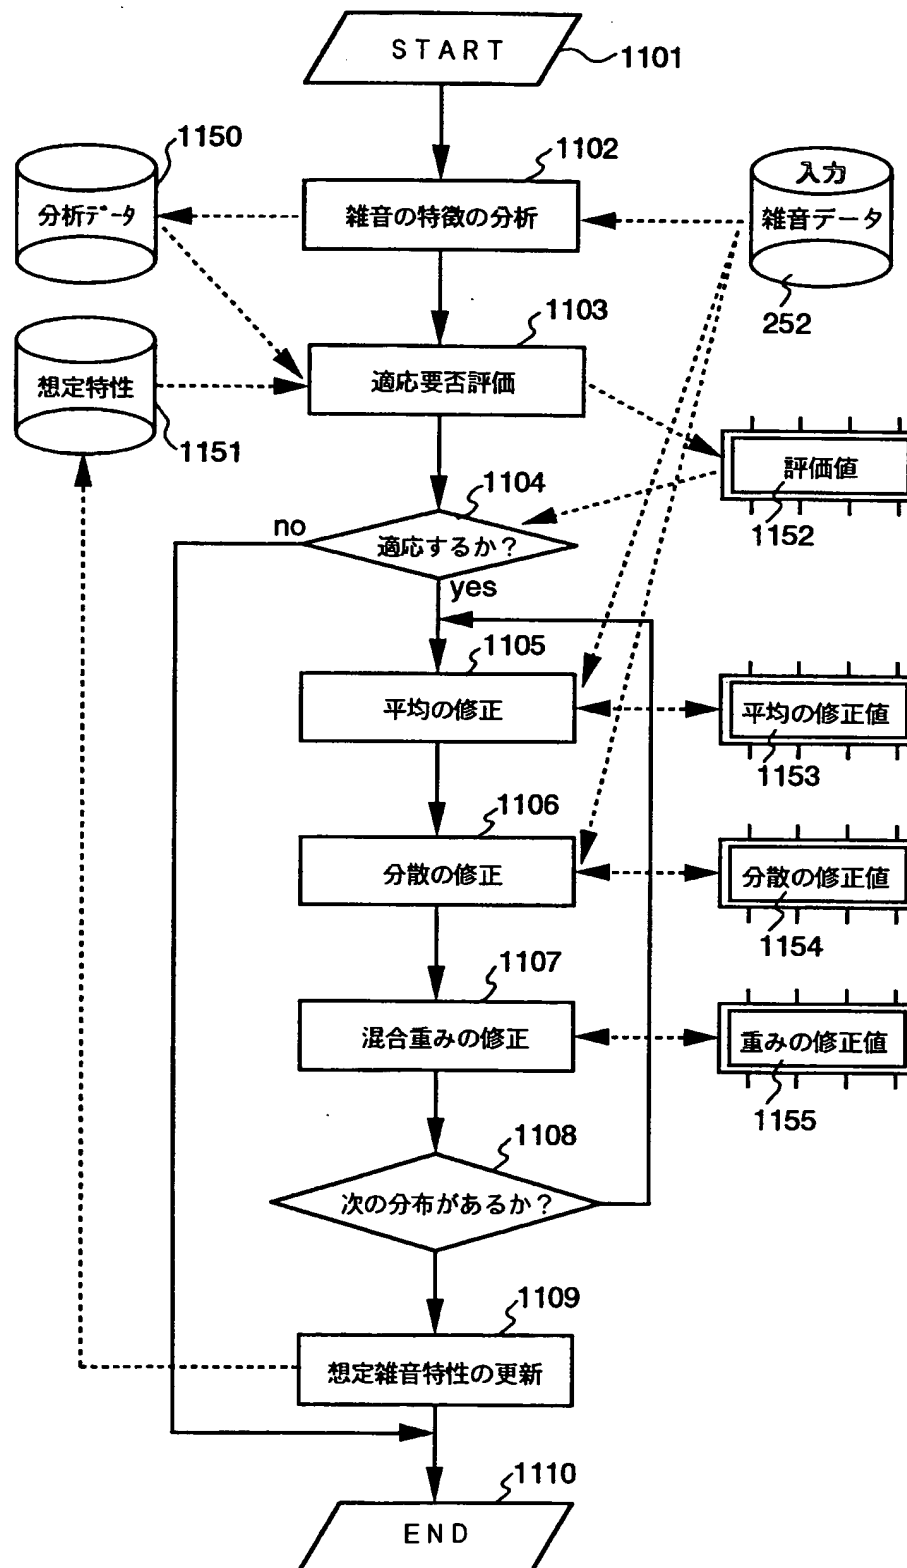 START
1101
1150
分析データ
1102
雑音の特徴の分析
入力
雑音データ
252
1103
適応要否評価
想定特性
1151
評価値
1152
1104
no
適応するか？
yes
1105
平均の修正
平均の修正値
1153
1106
分散の修正
分散の修正値
1154
1107
混合重みの修正
重みの修正値
1155
1108
次の分布があるか？
1109
想定雑音特性の更新
1110
END